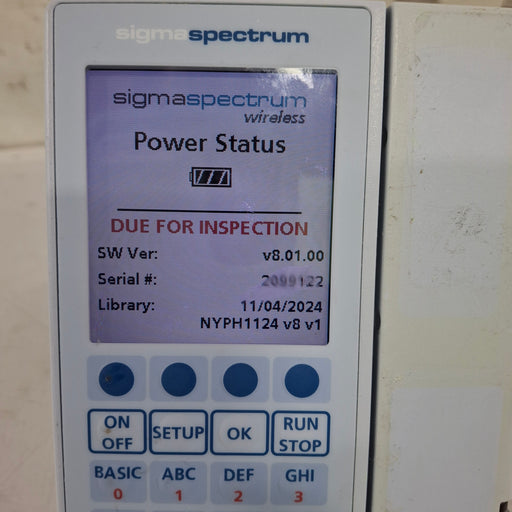 sigmaspectrum
sigmaspectrum
wireless
Power Status
DUE FOR INSPECTION
SW Ver: v8.01.00
Serial #:
Library: 11/04/2024
NYPH1124 v8 v1
ON OFF SETUP OK RUN STOP
BASIC ABC DEF GHI
0 1 2 3